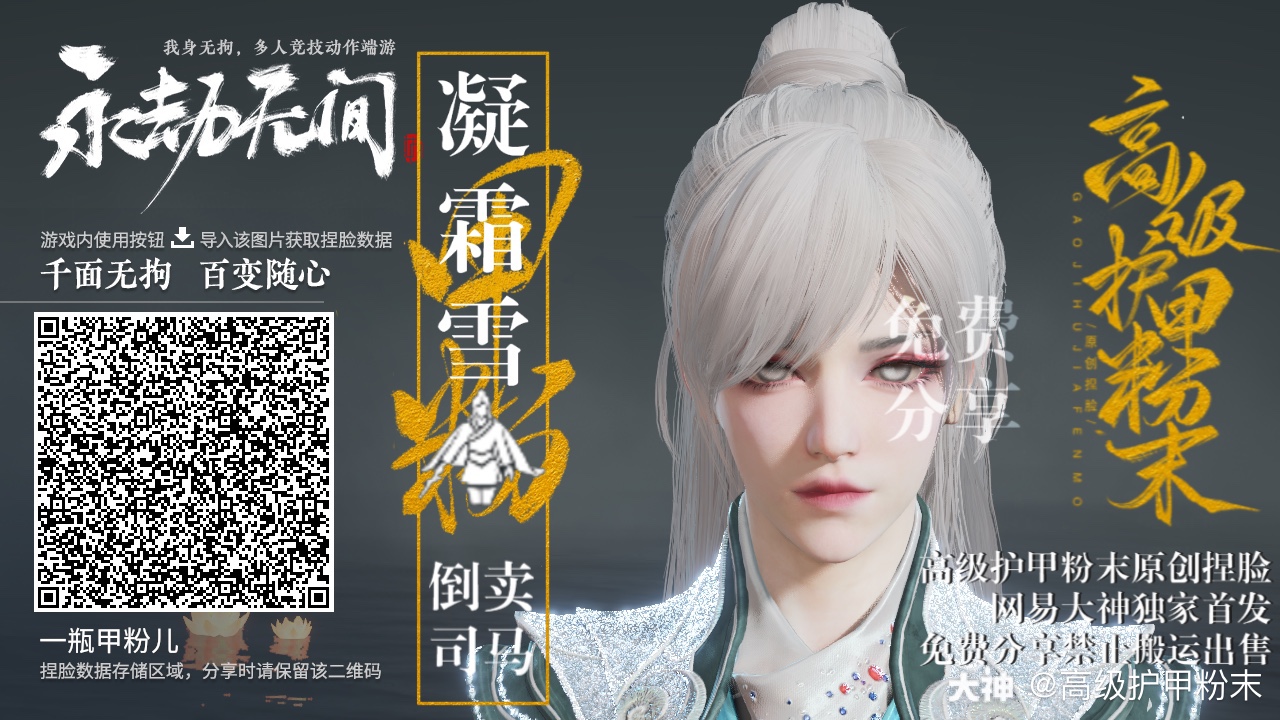 我身无拘，多人竞技动作端游
永劫无间
游戏内使用按钮
导入该图片获取捏脸数据
千面无拘 百变随心
一瓶甲粉儿
捏脸数据存储区域，分享时请保留该二维码
凝霜雪
倒卖
司马
免费
分享
高级护甲粉末
GAOJIHUJIAFENMO
/原创捏脸/
高级护甲粉末原创捏脸
网易大神独家首发
免费分享禁止搬运出售
大神 @高级护甲粉末